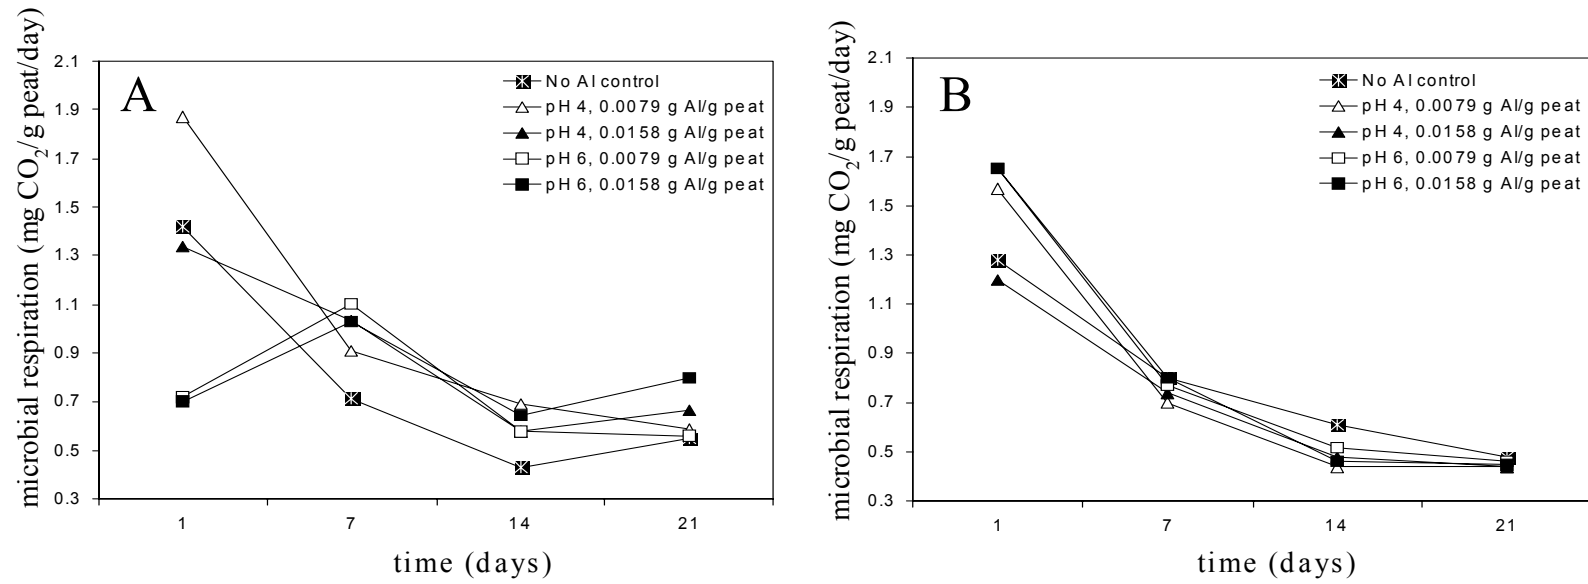 microbial respiration (mg CO₂/g peat/day)
A
2.1
1.9
1.7
1.5
1.3
1.1
0.9
0.7
0.5
0.3
No Al control
pH 4, 0.0079 g Al/g peat
pH 4, 0.0158 g Al/g peat
pH 6, 0.0079 g Al/g peat
pH 6, 0.0158 g Al/g peat
1 7 14 21
time (days)
microbial respiration (mg CO₂/g peat/day)
B
2.1
1.9
1.7
1.5
1.3
1.1
0.9
0.7
0.5
0.3
No Al control
pH 4, 0.0079 g Al/g peat
pH 4, 0.0158 g Al/g peat
pH 6, 0.0079 g Al/g peat
pH 6, 0.0158 g Al/g peat
1 7 14 21
time (days)